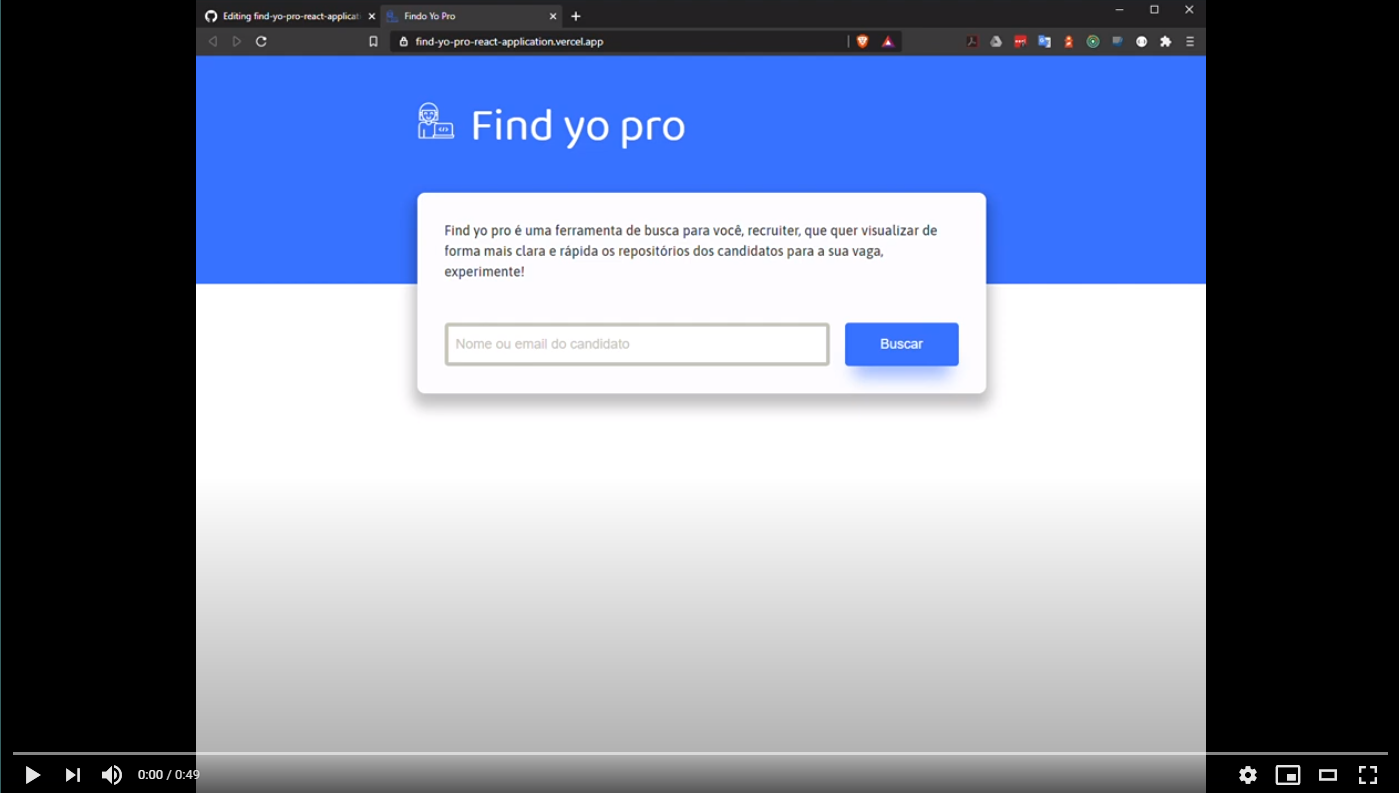 Editing find-yo-pro-react-applicati
Findo Yo Pro
find-yo-pro-react-application.vercel.app
Find yo pro
Find yo pro é uma ferramenta de busca para você, recruiter, que quer visualizar de
forma mais clara e rápida os repositórios dos candidatos para a sua vaga,
experimente!
Nome ou email do candidato
Buscar
0:00 / 0:49